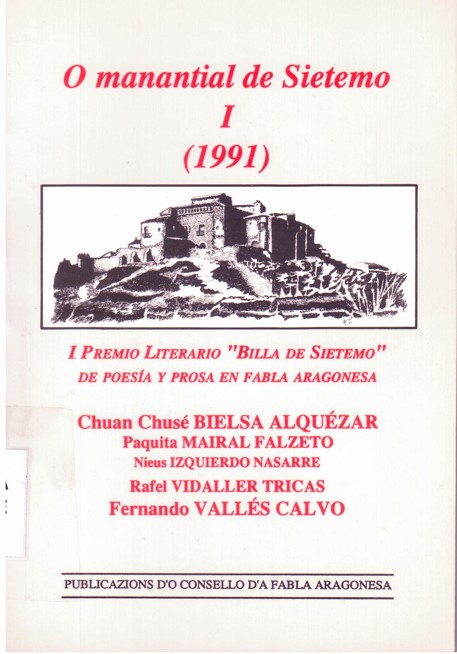 O manantial de Sietemo
I
(1991)
I PREMIO LITERARIO "BILLA DE SIETEMO"
DE POESÍA Y PROSA EN FABLA ARAGONESA
Chuan Chusé BIELSA ALQUÉZAR
Paquita MAIRAL FALZETO
Nieus IZQUIERDO NASARRE
Rafel VIDALLER TRICAS
Fernando VALLÉS CALVO
PUBLICAZIONS D'O CONSELLO D'A FABLA ARAGONESA